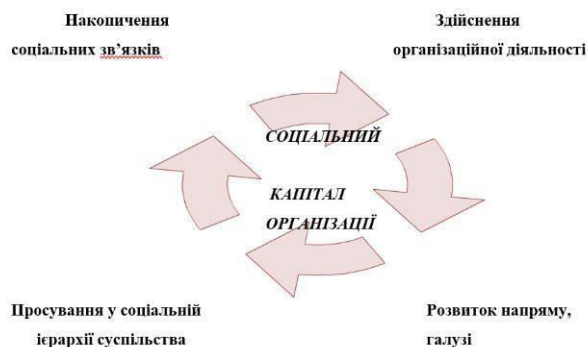 Накопичення
соціальних зв’язків
Здійснення
організаційної діяльності
СОЦІАЛЬНИЙ
КАПІТАЛ
ОРГАНІЗАЦІЇ
Просування у соціальній
ієрархії суспільства
Розвиток напряму,
галузі